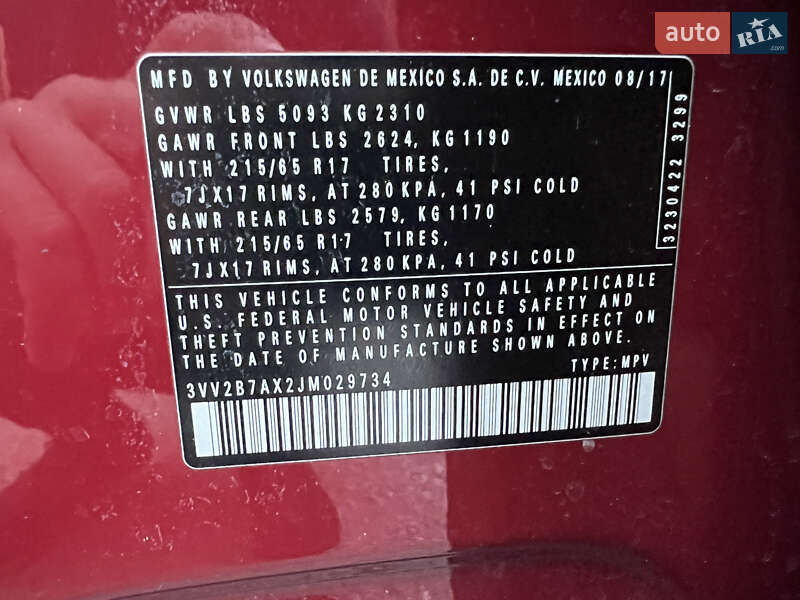 auto RIA .com
MFD BY VOLKSWAGEN DE MEXICO S.A. DE C.V. MEXICO 08/17
GVWR LBS 5093 KG 2310
GAWR FRONT LBS 2624, KG 1190
WITH 215/65 R17 TIRES,
7JX17 RIMS, AT 280 KPA, 41 PSI COLD
GAWR REAR LBS 2579, KG 1170
WITH 215/65 R17 TIRES,
7JX17 RIMS, AT 280 KPA, 41 PSI COLD
3230422 3299
THIS VEHICLE CONFORMS TO ALL APPLICABLE
U.S. FEDERAL MOTOR VEHICLE SAFETY AND
THEFT PREVENTION STANDARDS IN EFFECT ON
THE DATE OF MANUFACTURE SHOWN ABOVE.
TYPE: MPV
3VV2B7AX2JM029734